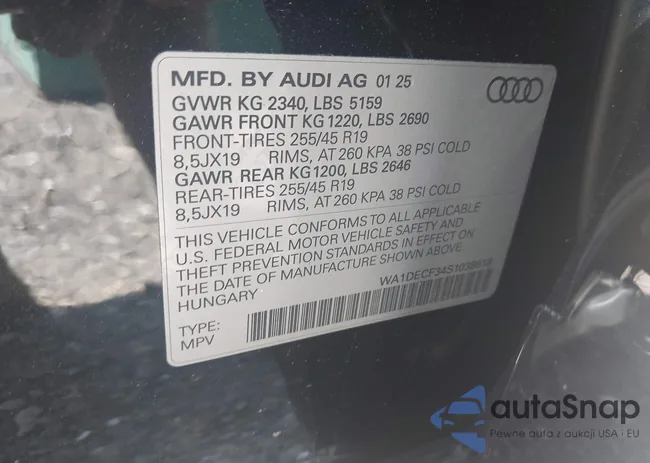 MFD. BY AUDI AG 01 25
GVWR KG 2340, LBS 5159
GAWR FRONT KG1220, LBS 2690
FRONT-TIRES 255/45 R19
8,5JX19 RIMS, AT 260 KPA 38 PSI COLD
GAWR REAR KG1200, LBS 2646
REAR-TIRES 255/45 R19
8,5JX19 RIMS, AT 260 KPA 38 PSI COLD
THIS VEHICLE CONFORMS TO ALL APPLICABLE
U.S. FEDERAL MOTOR VEHICLE SAFETY AND
THEFT PREVENTION STANDARDS IN EFFECT ON
THE DATE OF MANUFACTURE SHOWN ABOVE
HUNGARY
TYPE:
MPV
autaSnap
Pewne auta z aukcji USA i EU